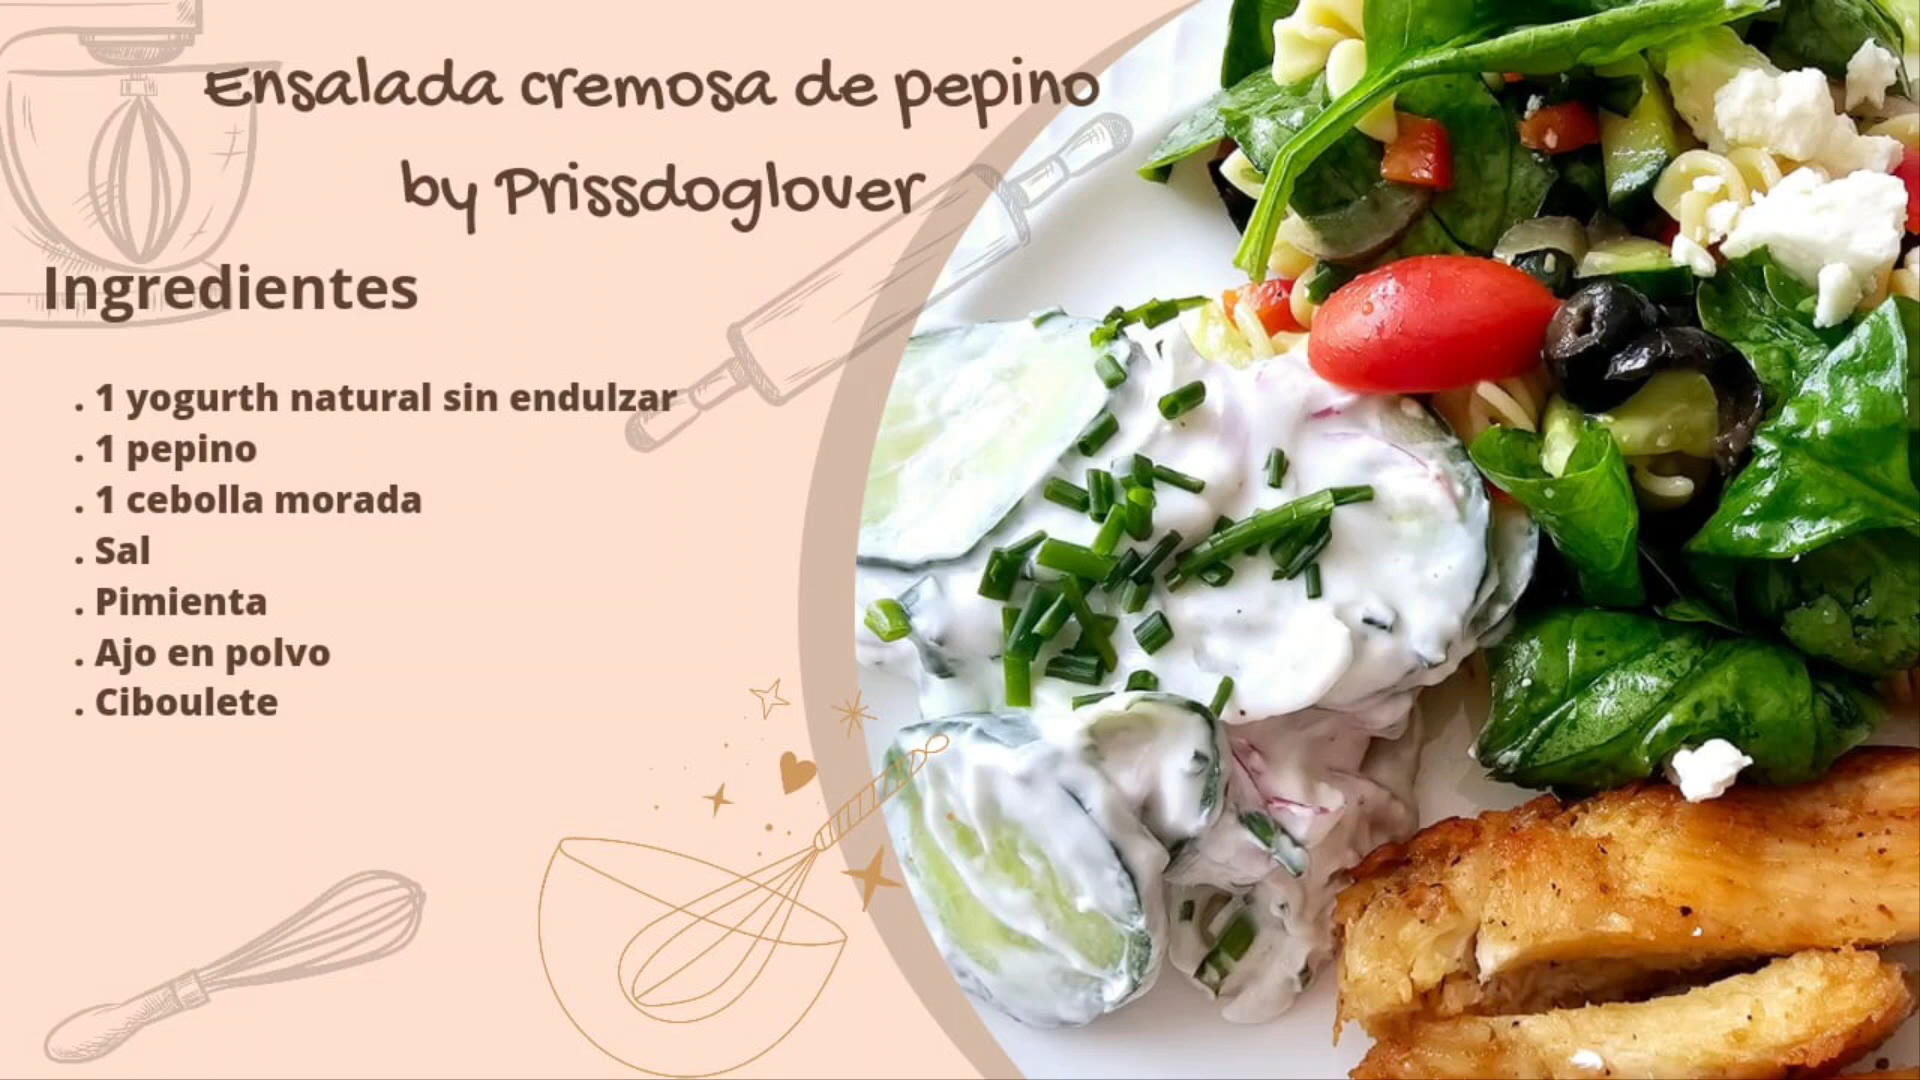 Ensalada cremosa de pepino
by Prissdoglover
Ingredientes
. 1 yogurth natural sin endulzar
. 1 pepino
. 1 cebolla morada
. Sal
. Pimienta
. Ajo en polvo
. Ciboulete